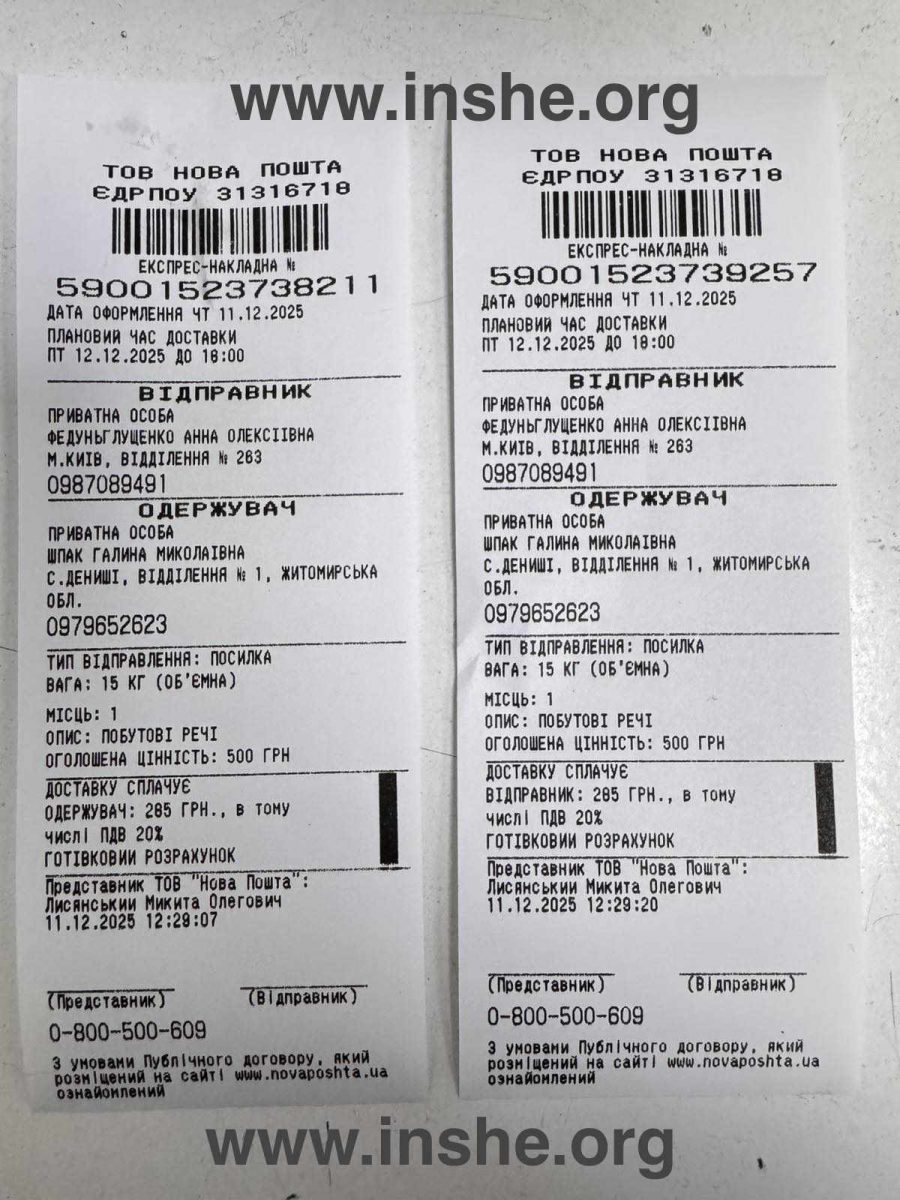 www.inshe.org
ТОВ НОВА ПОШТА
ЄДРПОУ 31316718
ЕКСПРЕС-НАКЛАДНА №
59001523738211
ДАТА ОФОРМЛЕННЯ ЧТ 11.12.2025
ПЛАНОВИЙ ЧАС ДОСТАВКИ
ПТ 12.12.2025 ДО 18:00
ВІДПРАВНИК
ПРИВАТНА ОСОБА
ФЕДУНЬГЛУЩЕНКО АННА ОЛЕКСІІВНА
М.КИІВ, ВІДДІЛЕННЯ № 263
0987089491
ОДЕРЖУВАЧ
ПРИВАТНА ОСОБА
ШПАК ГАЛИНА МИКОЛАІВНА
С.ДЕНИШІ, ВІДДІЛЕННЯ № 1, ЖИТОМИРСЬКА
ОБЛ.
0979652623
ТИП ВІДПРАВЛЕННЯ: ПОСИЛКА
ВАГА: 15 КГ (ОБ'ЄМНА)
МІСЦЬ: 1
ОПИС: ПОБУТОВІ РЕЧІ
ОГОЛОШЕНА ЦІННІСТЬ: 500 ГРН
ДОСТАВКУ СПЛАЧУЄ
ОДЕРЖУВАЧ: 285 ГРН., в тому
числі ПДВ 20%
ГОТІВКОВИЙ РОЗРАХУНОК
Представник ТОВ "Нова Пошта":
Лисянський Микита Олегович
11.12.2025 12:29:07
(Представник) (Відправник)
0-800-500-609
З умовами Публічного договору, який
розміщений на сайті www.novaposhta.ua
ознайомлений
ТОВ НОВА ПОШТА
ЄДРПОУ 31316718
ЕКСПРЕС-НАКЛАДНА №
59001523739257
ДАТА ОФОРМЛЕННЯ ЧТ 11.12.2025
ПЛАНОВИЙ ЧАС ДОСТАВКИ
ПТ 12.12.2025 ДО 18:00
ВІДПРАВНИК
ПРИВАТНА ОСОБА
ФЕДУНЬГЛУЩЕНКО АННА ОЛЕКСІІВНА
М.КИІВ, ВІДДІЛЕННЯ № 263
0987089491
ОДЕРЖУВАЧ
ПРИВАТНА ОСОБА
ШПАК ГАЛИНА МИКОЛАІВНА
С.ДЕНИШІ, ВІДДІЛЕННЯ № 1, ЖИТОМИРСЬКА
ОБЛ.
0979652623
ТИП ВІДПРАВЛЕННЯ: ПОСИЛКА
ВАГА: 15 КГ (ОБ'ЄМНА)
МІСЦЬ: 1
ОПИС: ПОБУТОВІ РЕЧІ
ОГОЛОШЕНА ЦІННІСТЬ: 500 ГРН
ДОСТАВКУ СПЛАЧУЄ
ВІДПРАВНИК: 285 ГРН., в тому
числі ПДВ 20%
ГОТІВКОВИЙ РОЗРАХУНОК
Представник ТОВ "Нова Пошта":
Лисянський Микита Олегович
11.12.2025 12:29:20
(Представник) (Відправник)
0-800-500-609
З умовами Публічного договору, який
розміщений на сайті www.novaposhta.ua
ознайомлений
www.inshe.org